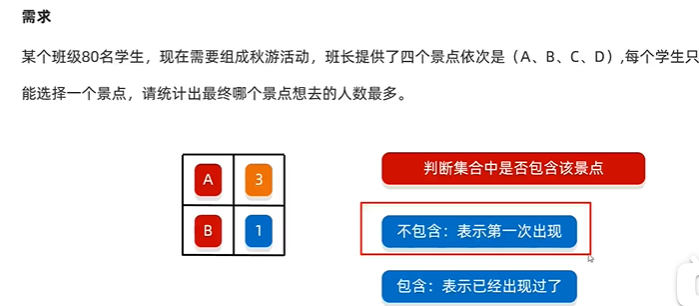 需求
某个班级80名学生，现在需要组成秋游活动，班长提供了四个景点依次是（A、B、C、D）,每个学生只
能选择一个景点，请统计出最终哪个景点想去的人数最多。
判断集合中是否包含该景点
A 3
不包含：表示第一次出现
B 1
包含：表示已经出现过了